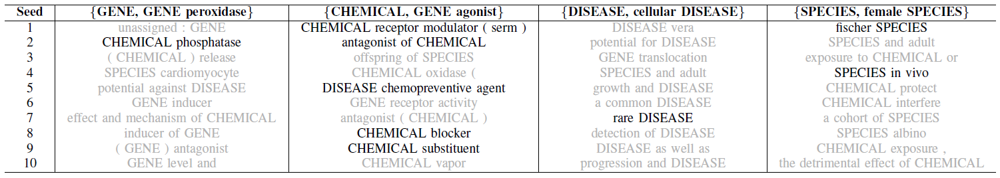 Seed {GENE, GENE peroxidase} {CHEMICAL, GENE agonist} {DISEASE, cellular DISEASE} {SPECIES, female SPECIES}
1 unassigned : GENE CHEMICAL receptor modulator ( serm ) DISEASE vera fischer SPECIES
2 CHEMICAL phosphatase antagonist of CHEMICAL potential for DISEASE SPECIES and adult
3 ( CHEMICAL ) release offspring of SPECIES GENE translocation exposure to CHEMICAL or
4 SPECIES cardiomyocyte CHEMICAL oxidase ( SPECIES and adult SPECIES in vivo
5 potential against DISEASE DISEASE chemopreventive agent growth and DISEASE CHEMICAL protect
6 GENE inducer GENE receptor activity a common DISEASE CHEMICAL interfere
7 effect and mechanism of CHEMICAL antagonist ( CHEMICAL ) rare DISEASE a cohort of SPECIES
8 inducer of GENE CHEMICAL blocker detection of DISEASE SPECIES albino
9 ( GENE ) antagonist CHEMICAL substituent DISEASE as well as CHEMICAL exposure ,
10 GENE level and CHEMICAL vapor progression and DISEASE the detrimental effect of CHEMICAL